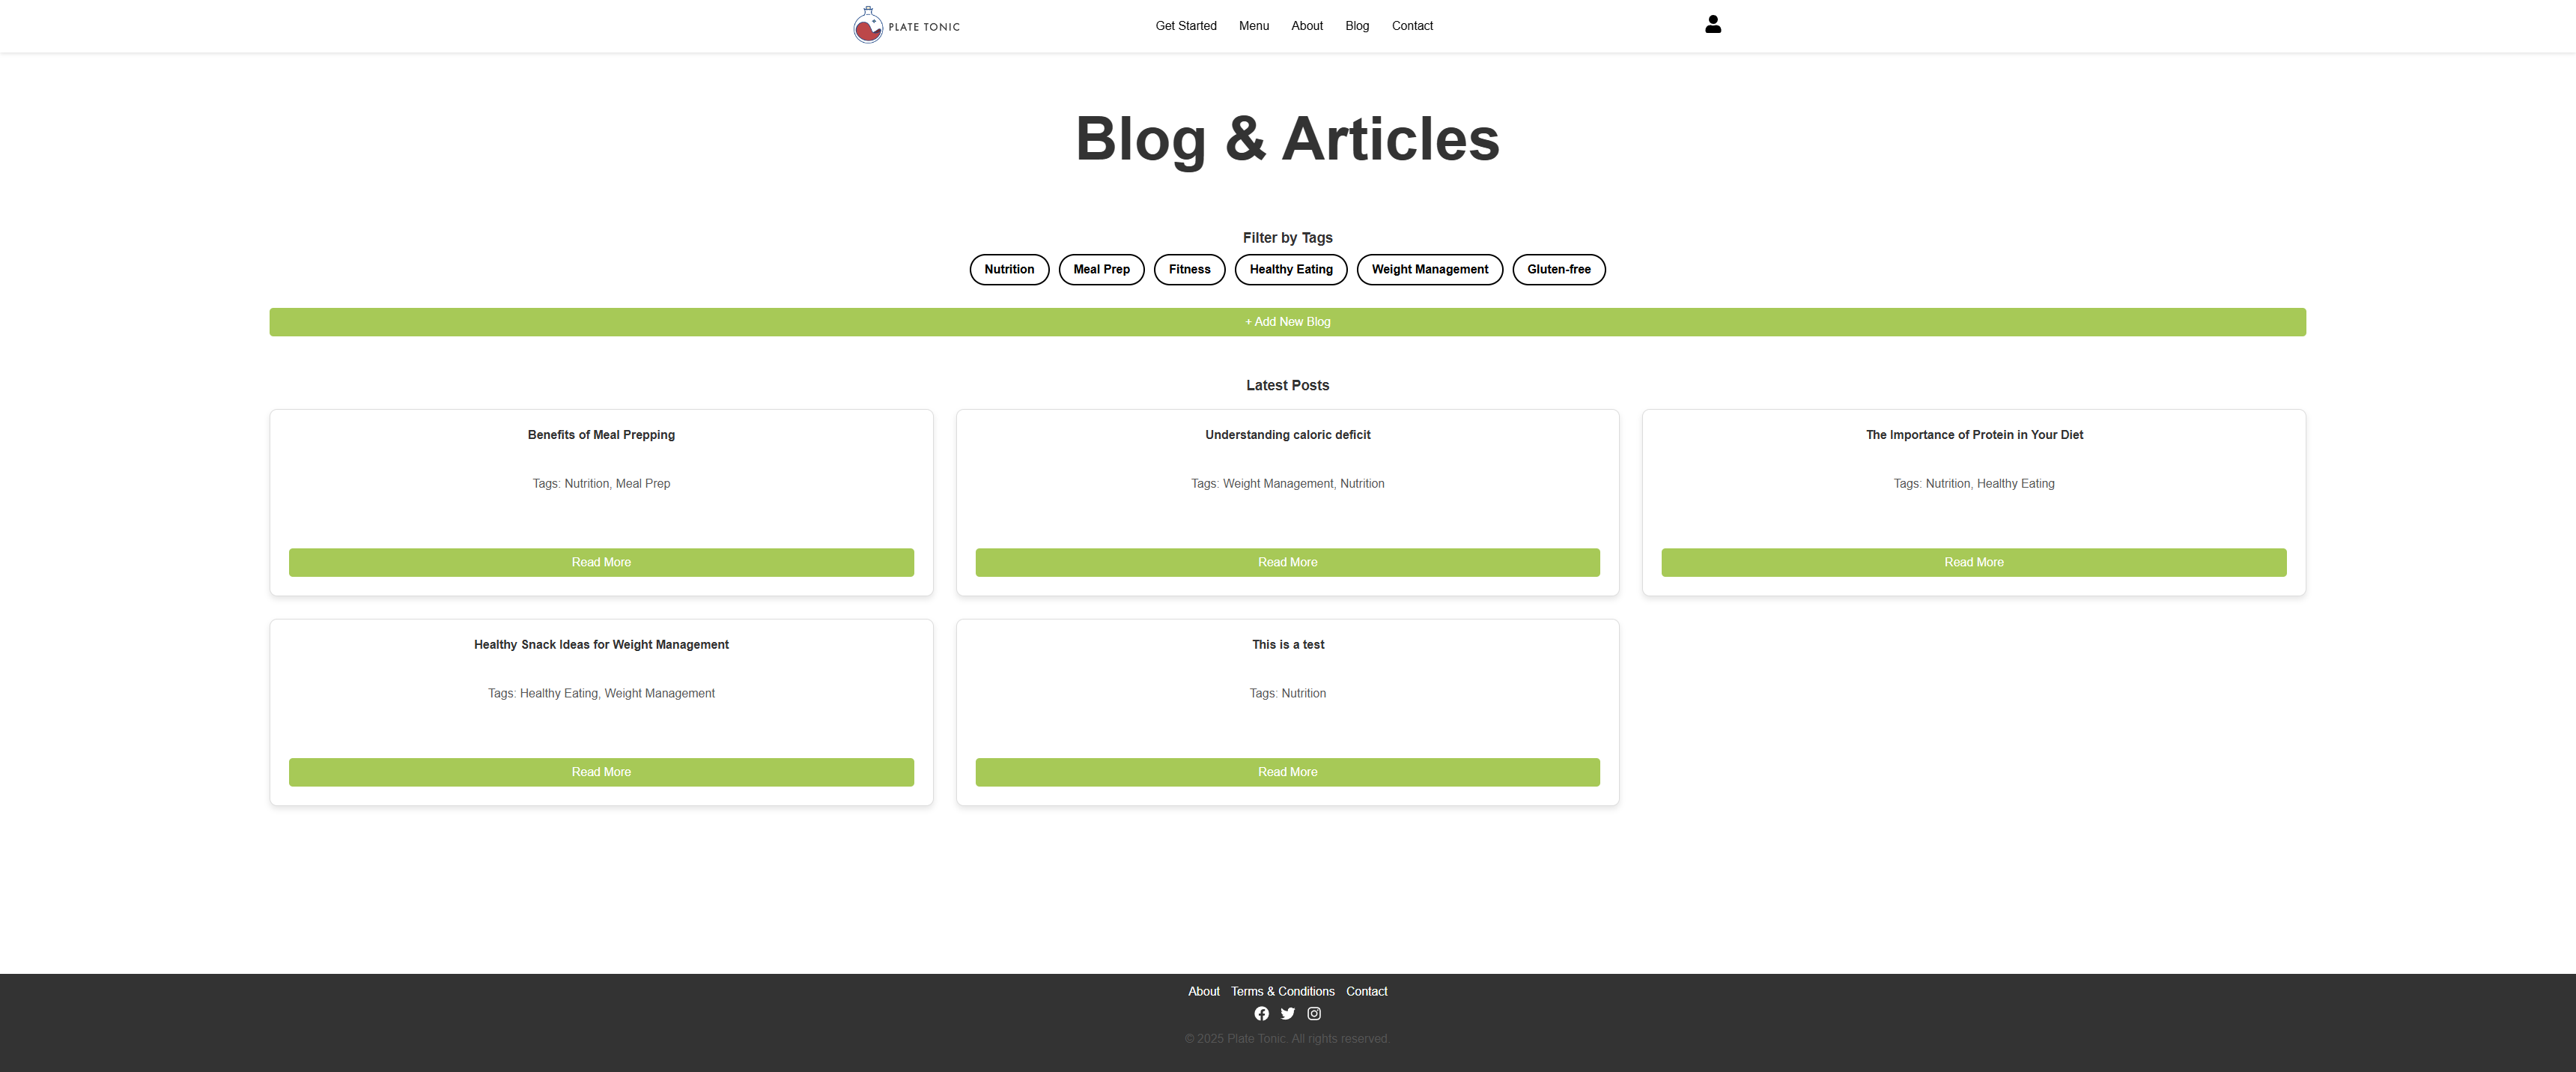 PLATE TONIC
Get Started Menu About Blog Contact
Blog & Articles
Filter by Tags
Nutrition Meal Prep Fitness Healthy Eating Weight Management Gluten-free
+ Add New Blog
Latest Posts
Benefits of Meal Prepping
Tags: Nutrition, Meal Prep
Read More
Understanding caloric deficit
Tags: Weight Management, Nutrition
Read More
The Importance of Protein in Your Diet
Tags: Nutrition, Healthy Eating
Read More
Healthy Snack Ideas for Weight Management
Tags: Healthy Eating, Weight Management
Read More
This is a test
Tags: Nutrition
Read More
About Terms & Conditions Contact
© 2025 Plate Tonic. All rights reserved.